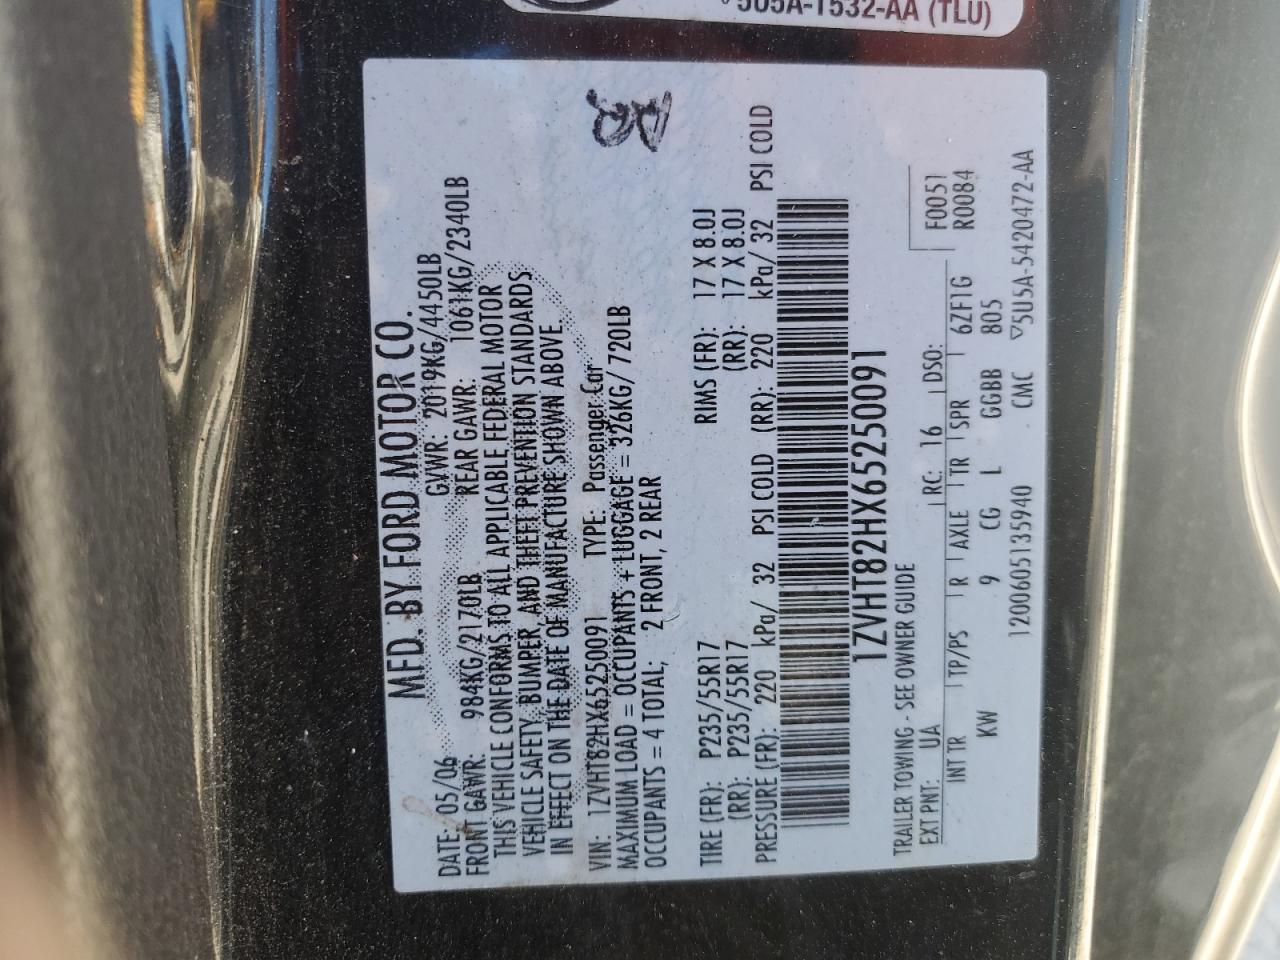 5U5A-1532-AA (TLU)
MFD. BY FORD MOTOR CO.
DATE: 05/06 GVWR: 2019KG/4450LB
FRONT GAWR: 984KG/2170LB REAR GAWR: 1061KG/2340LB
THIS VEHICLE CONFORMS TO ALL APPLICABLE FEDERAL MOTOR
VEHICLE SAFETY, BUMPER, AND THEFT PREVENTION STANDARDS
IN EFFECT ON THE DATE OF MANUFACTURE SHOWN ABOVE.
VIN: 1ZVHT82HX65250091 TYPE: Passenger Car
MAXIMUM LOAD = OCCUPANTS + LUGGAGE = 326KG/720LB
OCCUPANTS = 4 TOTAL; 2 FRONT, 2 REAR
TIRE (FR): P235/55R17 RIMS (FR): 17 X 8.0J
(RR): P235/55R17 (RR): 17 X 8.0J
PRESSURE (FR): 220 kPa/ 32 PSI COLD (RR): 220 kPa/ 32 PSI COLD
1ZVHT82HX65250091
TRAILER TOWING - SEE OWNER GUIDE
EXT PNT: UA RC: 16 DSO: F0051
INT TR TP/PS R AXLE TR SPR 6ZF1G R0084
KW 9 CG L GGBB 805
1200605135940 CMC ▽5U5A-5420472-AA